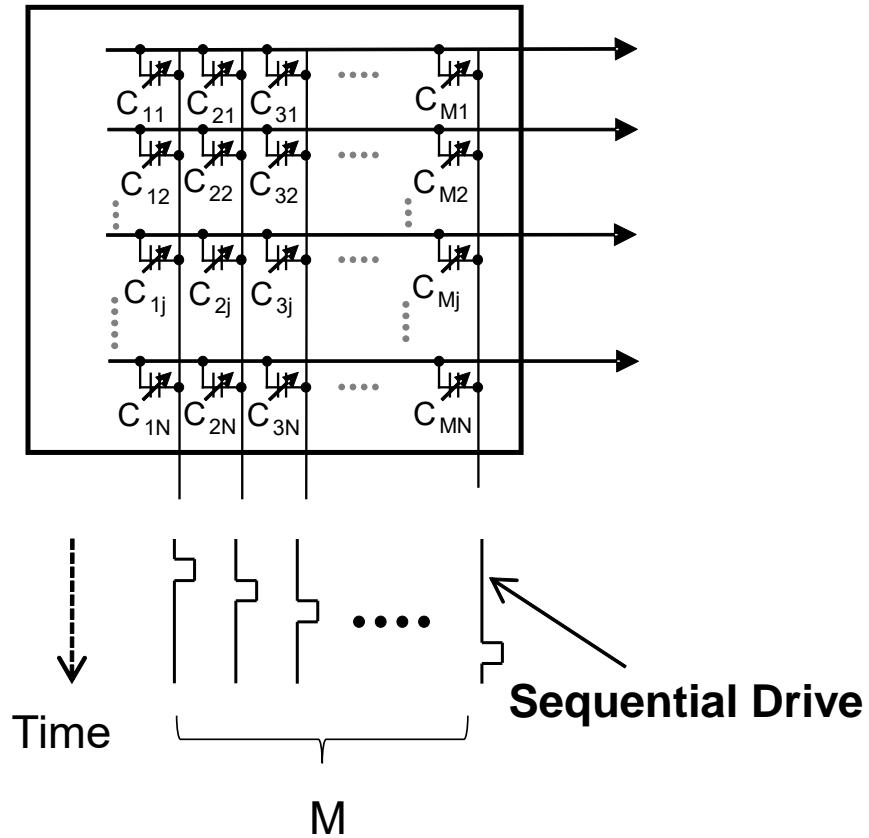 C11 C21 C31 CM1
C12 C22 C32 CM2
C1j C2j C3j CMj
C1N C2N C3N CMN
Sequential Drive
Time
M